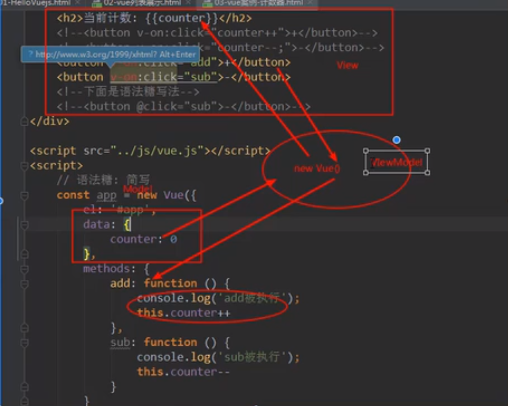 01-HelloVuejs.html
02-vue列表展示.html
03-vue案例-计数器.html
<h2>当前计数: {{counter}}</h2>
<!--<button v-on:click="counter++">+</button>-->
<!--<button v-on:click="counter--;">-</button>-->
? http://www.w3.org/1999/xhtml? Alt+Enter
<button v-on:click="add">+</button>
View
<button v-on:click="sub">-</button>
<!--下面是语法糖写法-->
<!--<button @click="sub">-</button>-->
</div>
<script src="../js/vue.js"></script>
<script>
new Vue()
ViewModel
// 语法糖: 简写
Model
const app = new Vue({
el: '#app',
data: {
counter: 0
},
methods: {
add: function () {
console.log('add被执行');
this.counter++
},
sub: function () {
console.log('sub被执行');
this.counter--
}
}